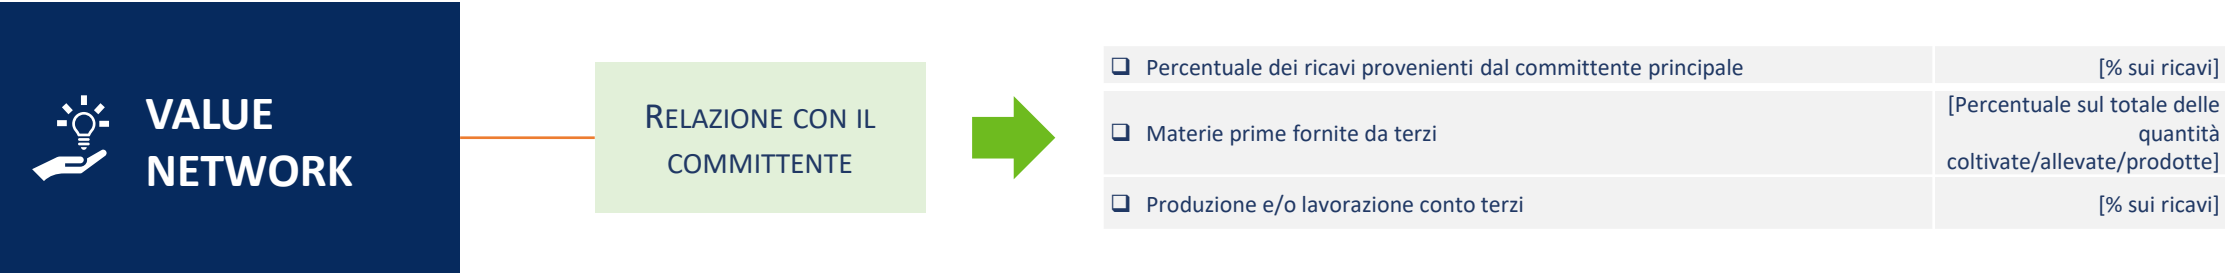 VALUE
NETWORK
RELAZIONE CON IL
COMMITTENTE
❑ Percentuale dei ricavi provenienti dal committente principale
[% sui ricavi]
❑ Materie prime fornite da terzi
[Percentuale sul totale delle
quantità
coltivate/allevate/prodotte]
❑ Produzione e/o lavorazione conto terzi
[% sui ricavi]